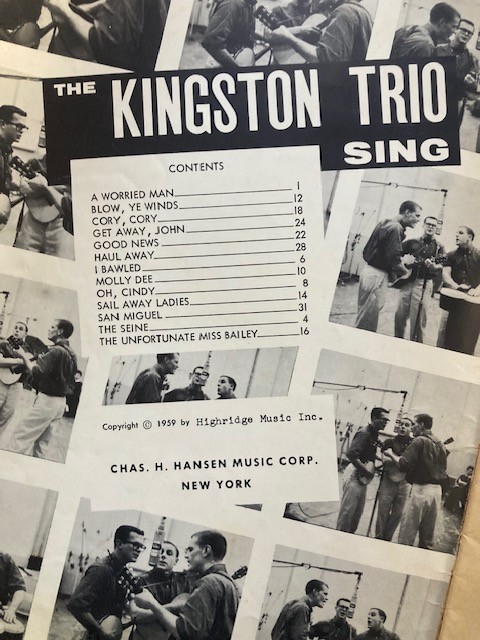 THE KINGSTON TRIO
SING
CONTENTS
A WORRIED MAN 1
BLOW, YE WINDS 12
CORY, CORY 18
GET AWAY, JOHN 24
GOOD NEWS 22
HAUL AWAY 28
I BAWLED 6
MOLLY DEE 10
OH, CINDY 8
SAIL AWAY LADIES 14
SAN MIGUEL 31
THE SEINE 4
THE UNFORTUNATE MISS BAILEY 16
Copyright © 1959 by Highridge Music Inc.
CHAS. H. HANSEN MUSIC CORP.
NEW YORK